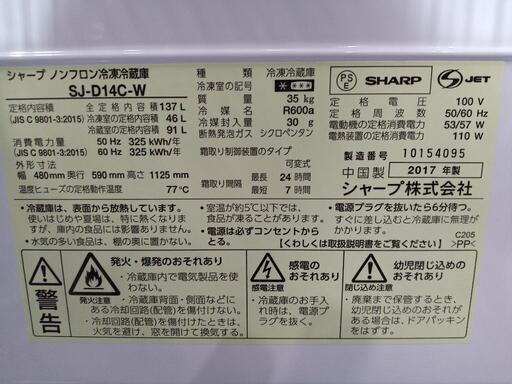 シャープ ノンフロン冷凍冷蔵庫
SJ-D14C-W
定格内容積 全定格内容積 137 L
(JIS C 9801-3:2015) 冷凍室の定格内容積 46 L
冷蔵室の定格内容積 91 L
消費電力量 50 Hz 325 kWh/年
(JIS C 9801-3:2015) 60 Hz 325 kWh/年
外形寸法
幅 480mm 奥行 590 mm 高さ 1125 mm
温度ヒューズの定格動作温度 77℃
種類 冷凍冷蔵庫
冷凍室の記号
質量 35 kg
冷媒 R600a
冷媒封入量 30 g
断熱発泡ガス シクロペンタン
霜取り制御装置のタイプ
可変式
霜取り間隔 最長 24 時間
最短 7 時間
PS
E
SHARP
S JET
定格電圧 100 V
定格周波数 50/60 Hz
電動機の定格消費電力 53/57 W
電熱装置の定格消費電力 110 W
製造番号 10154095
中国製 2017 年製
シャープ株式会社
・冷蔵庫は、表面から放熱しています。
使いはじめや夏場は、特に熱くなりま
すが、庫内の食品には影響ありません。
・水気の多い食品は、棚の奥に置かない。
・室温が約5℃以下では、
食品が凍ることがあります。
・電源は必ずコンセントから。
・電源プラグを抜いたら6分待つ。
すぐに差し込むと冷蔵庫に無理が
かかります。
【くわしくは取扱説明書をご覧ください】
C205
>PP<
警告
発火・爆発のおそれあり
発火注意
・冷蔵庫内で電気製品を使わ
ない。
・冷蔵庫背面・側面などにあ
る冷却回路(配管)を傷付けない。
・冷却回路(配管)を傷付けたときは、
火気を避け、窓を開けて換気する。
感電の
おそれあり
感電注意
・冷蔵庫のお手入
れ時は、電源プラ
グを抜く。
幼児閉じ込めの
おそれあり
幼児閉じ込め注意
・廃棄まで保管するとき、
幼児閉じ込めのおそれが
ある場合は、ドアパッキン
をはずす。